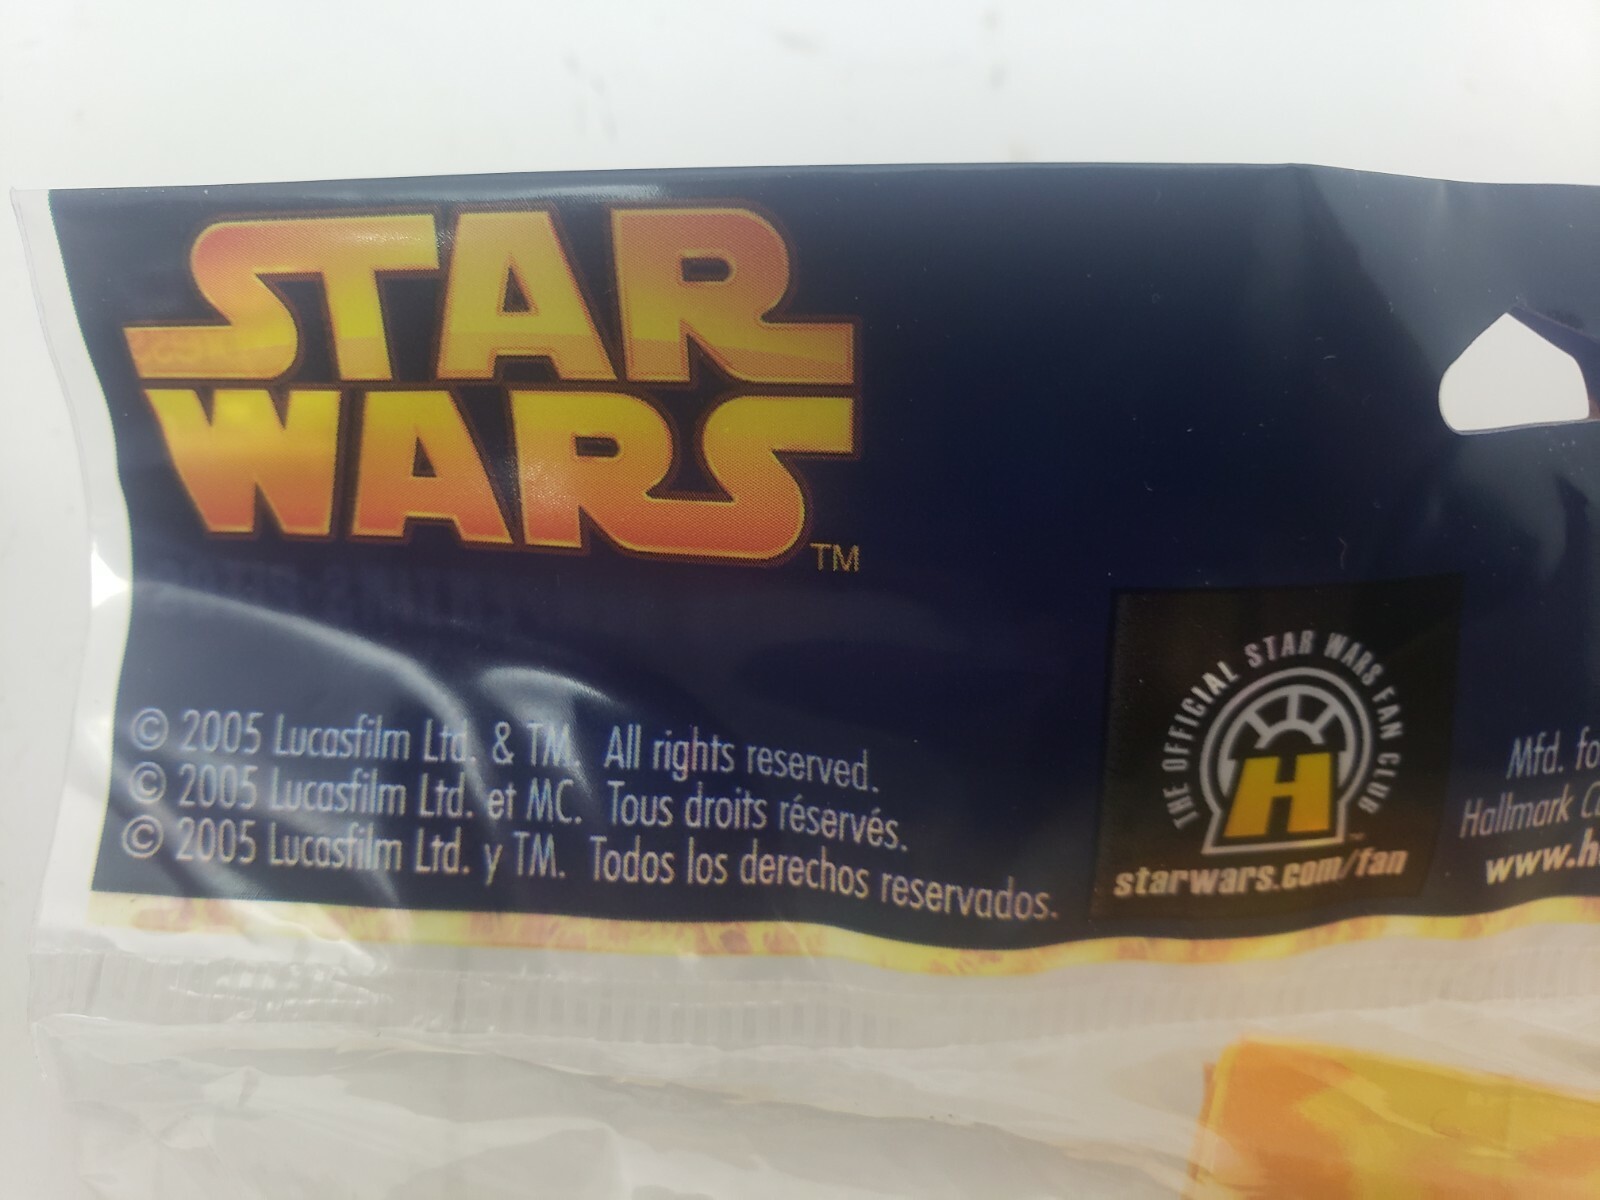 STAR
WARS
TM
© 2005 Lucasfilm Ltd. & TM. All rights reserved.
© 2005 Lucasfilm Ltd. et MC. Tous droits réservés.
© 2005 Lucasfilm Ltd. y TM. Todos los derechos reservados.
THE OFFICIAL STAR WARS FAN CLUB
H
starwars.com/fan
Mfd. fo
Hallmark C
www.h